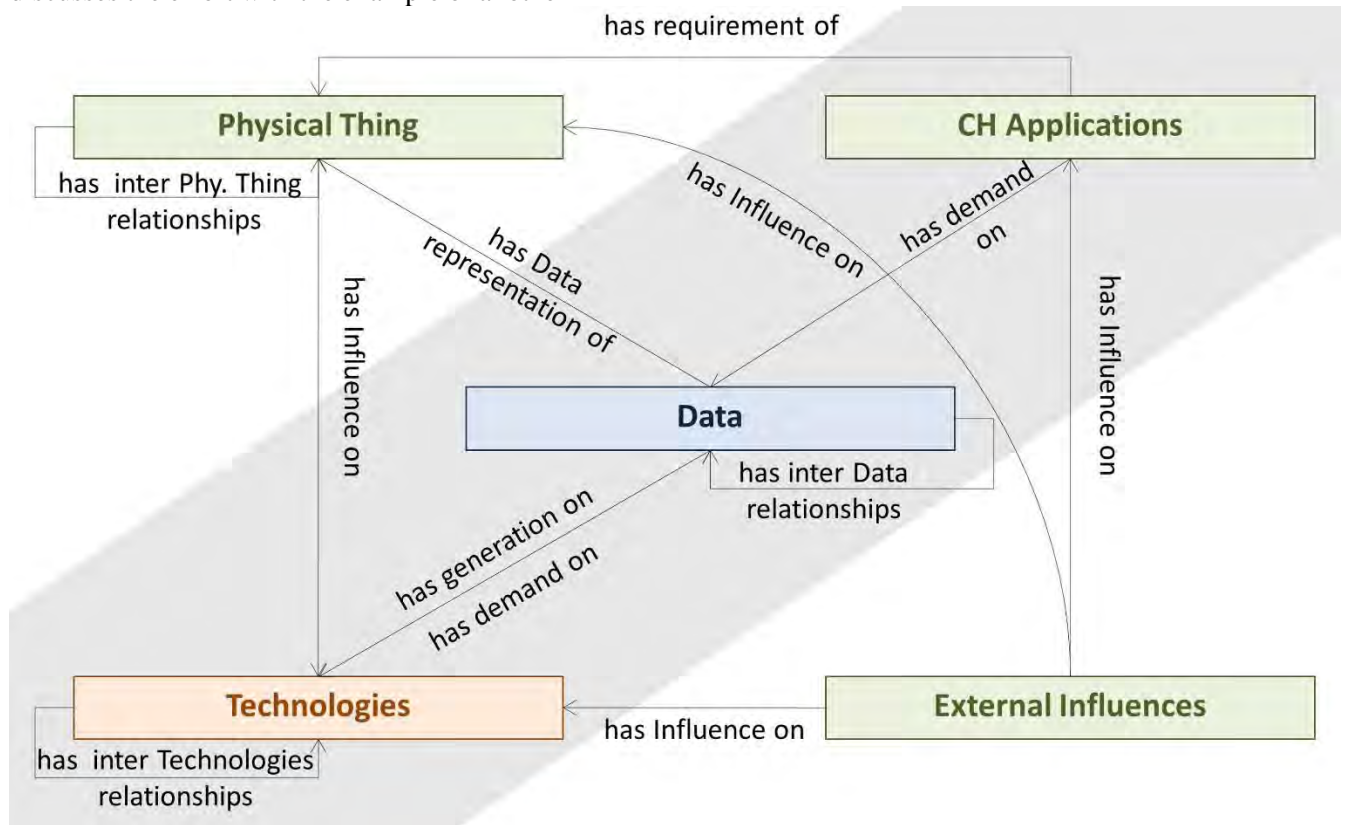 has requirement of
Physical Thing
CH Applications
has inter Phy. Thing
relationships
has Influence on
has demand
on
has Data
representation of
has Influence on
has Influence on
Data
has inter Data
relationships
has generation on
has demand on
Technologies
External Influences
has Influence on
has inter Technologies
relationships